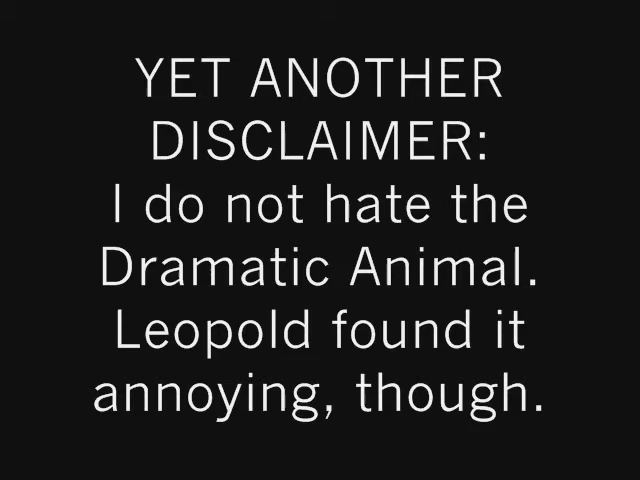 YET ANOTHER
DISCLAIMER:
I do not hate the
Dramatic Animal.
Leopold found it
annoying, though.